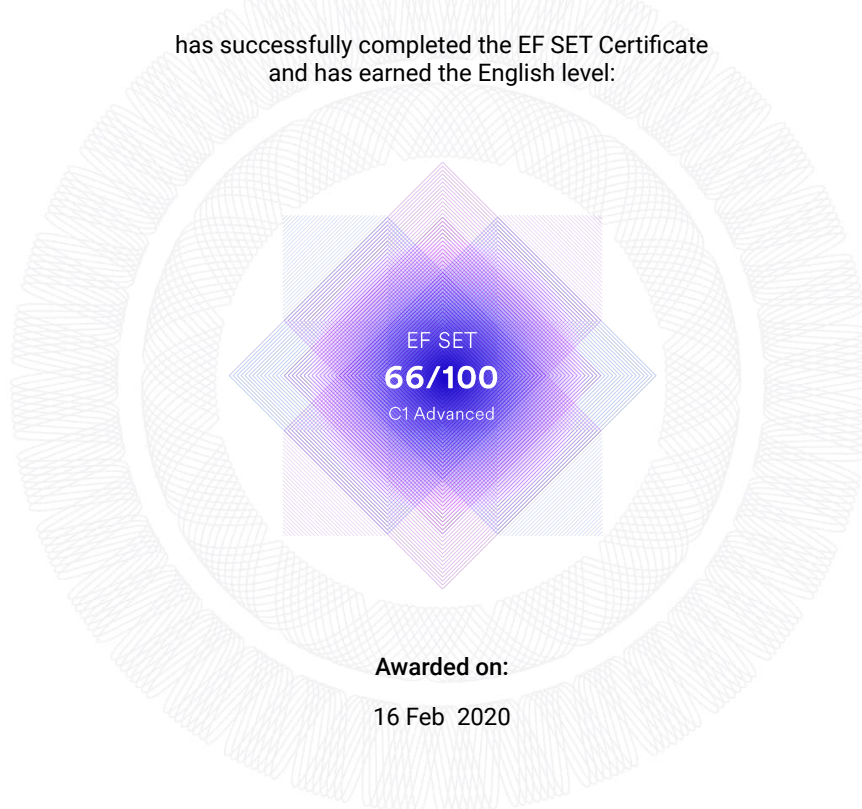 has successfully completed the EF SET Certificate
and has earned the English level:
EF SET
66/100
C1 Advanced
Awarded on:
16 Feb 2020